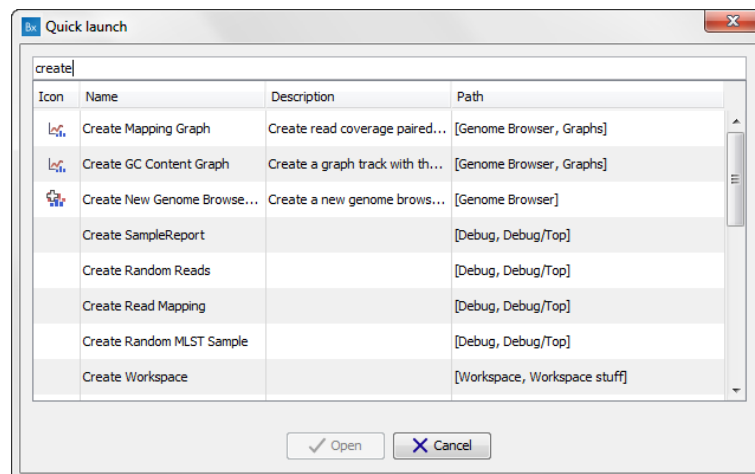 Bx Quick launch
create
Icon Name Description Path
Create Mapping Graph Create read coverage paired... [Genome Browser, Graphs]
Create GC Content Graph Create a graph track with th... [Genome Browser, Graphs]
Create New Genome Browse... Create a new genome brows... [Genome Browser]
Create SampleReport [Debug, Debug/Top]
Create Random Reads [Debug, Debug/Top]
Create Read Mapping [Debug, Debug/Top]
Create Random MLST Sample [Debug, Debug/Top]
Create Workspace [Workspace, Workspace stuff]
Open Cancel